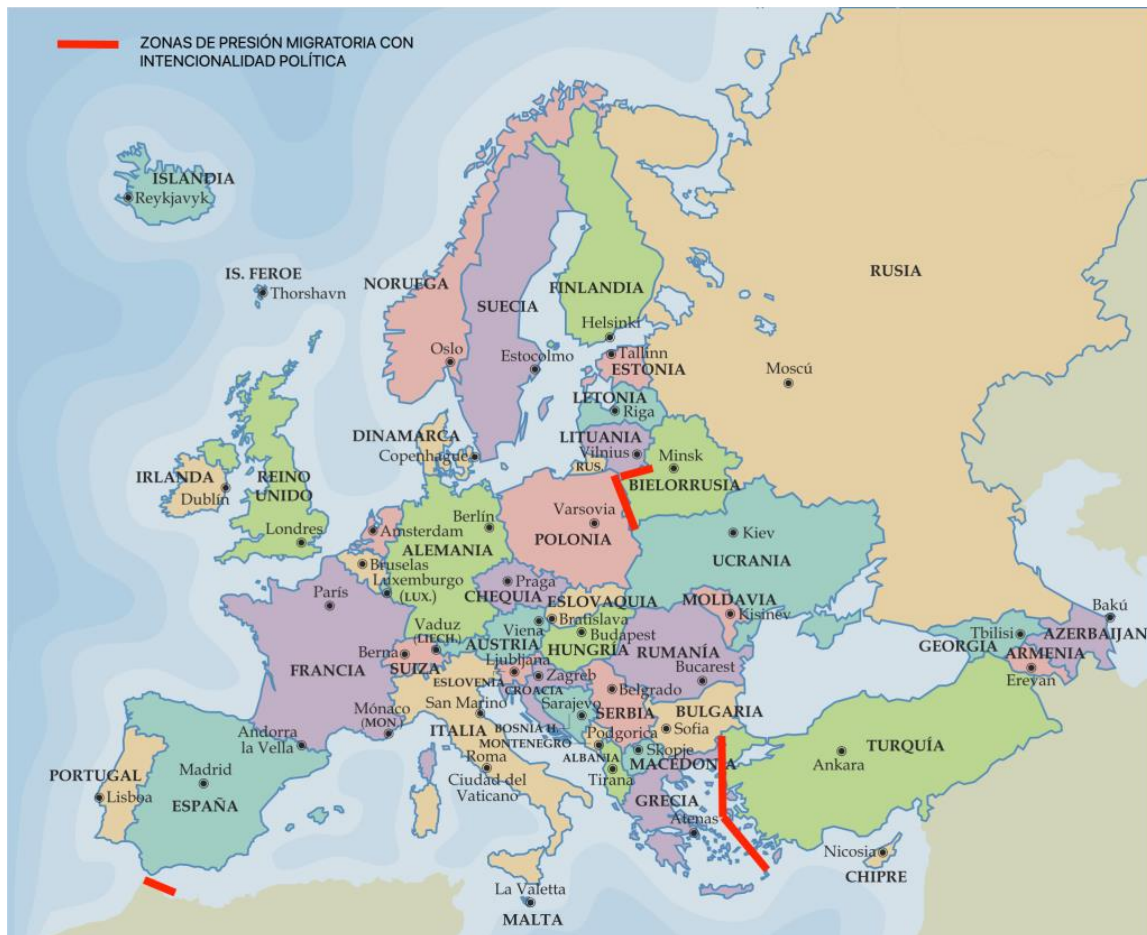 ZONAS DE PRESIÓN MIGRATORIA CON
INTENCIONALIDAD POLÍTICA
ISLANDIA
Reykjavyk
IS. FEROE
Thorshavn
NORUEGA
SUECIA
FINLANDIA
RUSIA
Helsinki
Oslo
Estocolmo
Tallinn
ESTONIA
Moscú
LETONIA
Riga
DINAMARCA
Copenhague
LITUANIA
Vilnius
RUS.
Minsk
BIELORRUSIA
IRLANDA
Dublín
REINO
UNIDO
Londres
Amsterdam
Berlín
ALEMANIA
Varsovia
POLONIA
Kiev
UCRANIA
Bruselas
Luxemburgo
(LUX.)
Praga
CHEQUIA
ESLOVAQUIA
Bratislava
MOLDAVIA
Kisinev
París
Vaduz
(LIECH.)
Viena
AUSTRIA
Budapest
HUNGRÍA
RUMANÍA
Bucarest
Bakú
Tbilisi
AZERBAIJAN
GEORGIA
ARMENIA
Erevan
FRANCIA
Berna
SUIZA
Ljubljana
ESLOVENIA
Zagreb
CROACIA
Belgrado
SERBIA
BULGARIA
Sofia
Mónaco
(MON.)
San Marino
ITALIA
Sarajevo
BOSNIA H.
MONTENEGRO
Podgorica
Skopje
MACEDONIA
ALBANIA
Tirana
TURQUÍA
Ankara
Andorra
la Vella
Roma
Ciudad del
Vaticano
PORTUGAL
Lisboa
Madrid
ESPAÑA
GRECIA
Atenas
Nicosia
CHIPRE
La Valetta
MALTA